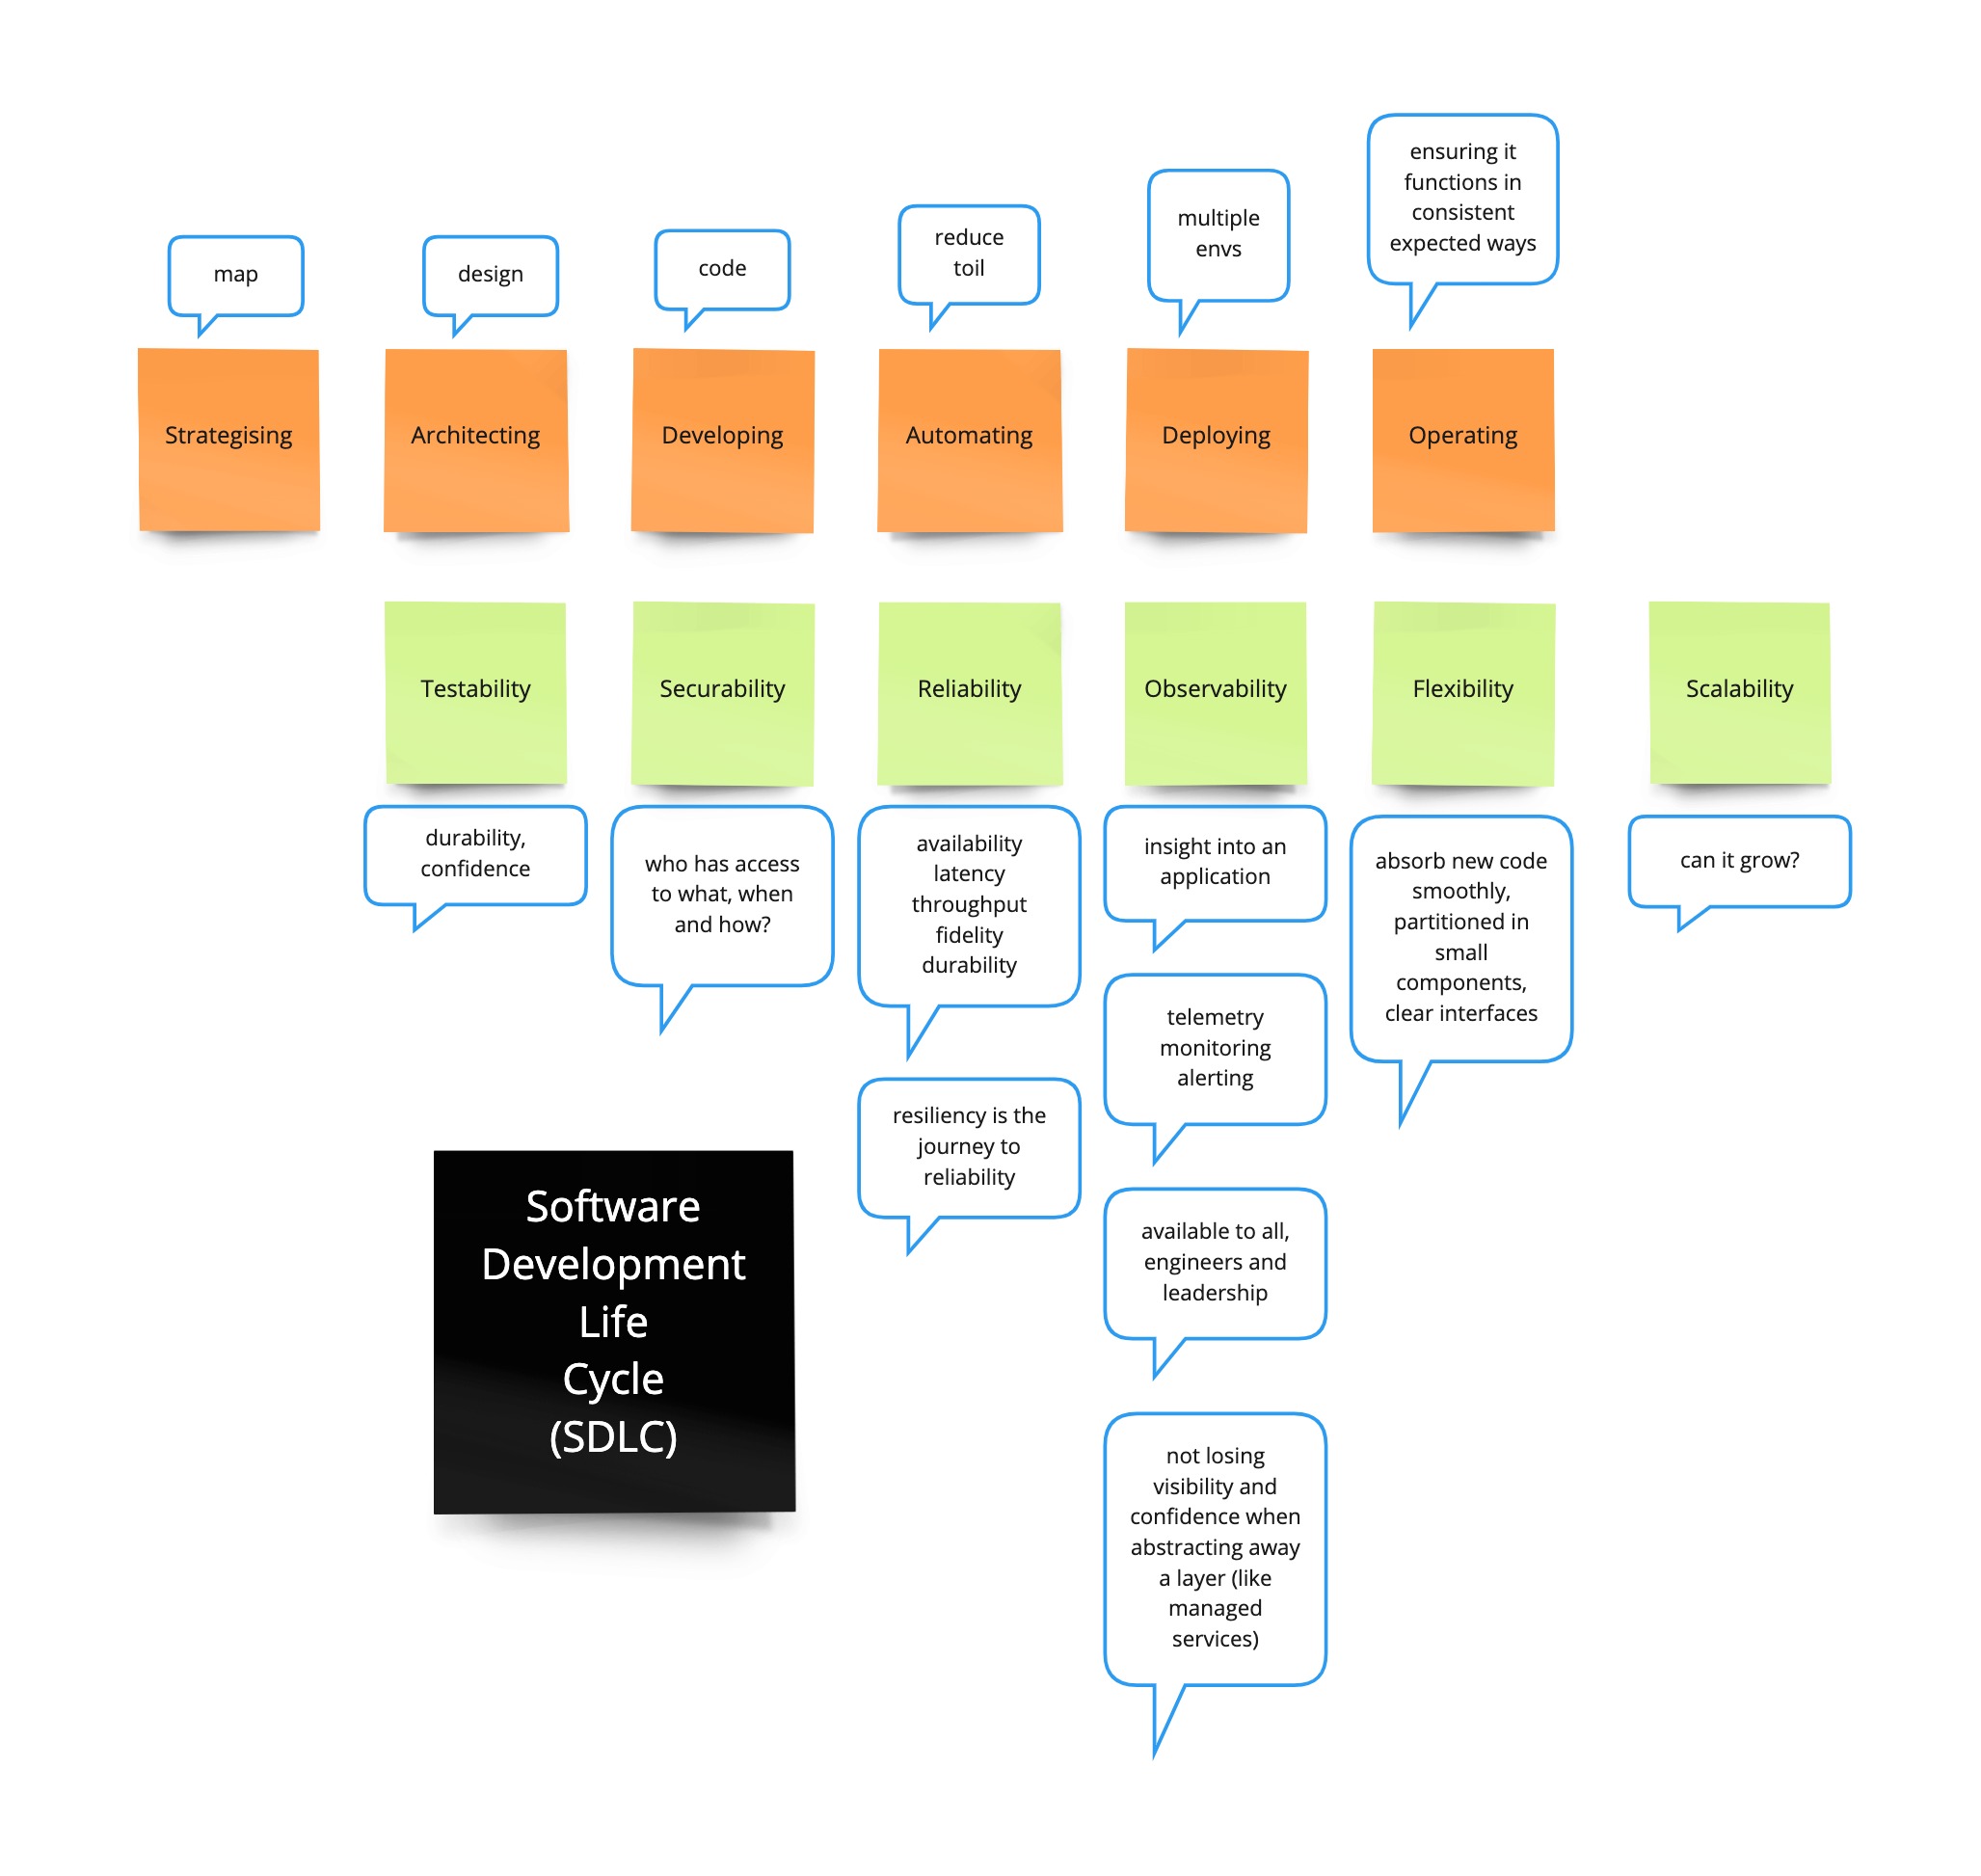 map
design
code
reduce
toil
multiple
envs
ensuring it
functions in
consistent
expected ways
Strategising
Architecting
Developing
Automating
Deploying
Operating
Testability
Securability
Reliability
Observability
Flexibility
Scalability
durability,
confidence
who has access
to what, when
and how?
availability
latency
throughput
fidelity
durability
resiliency is the
journey to
reliability
insight into an
application
telemetry
monitoring
alerting
available to all,
engineers and
leadership
not losing
visibility and
confidence when
abstracting away
a layer (like
managed
services)
absorb new code
smoothly,
partitioned in
small
components,
clear interfaces
can it grow?
Software
Development
Life
Cycle
(SDLC)